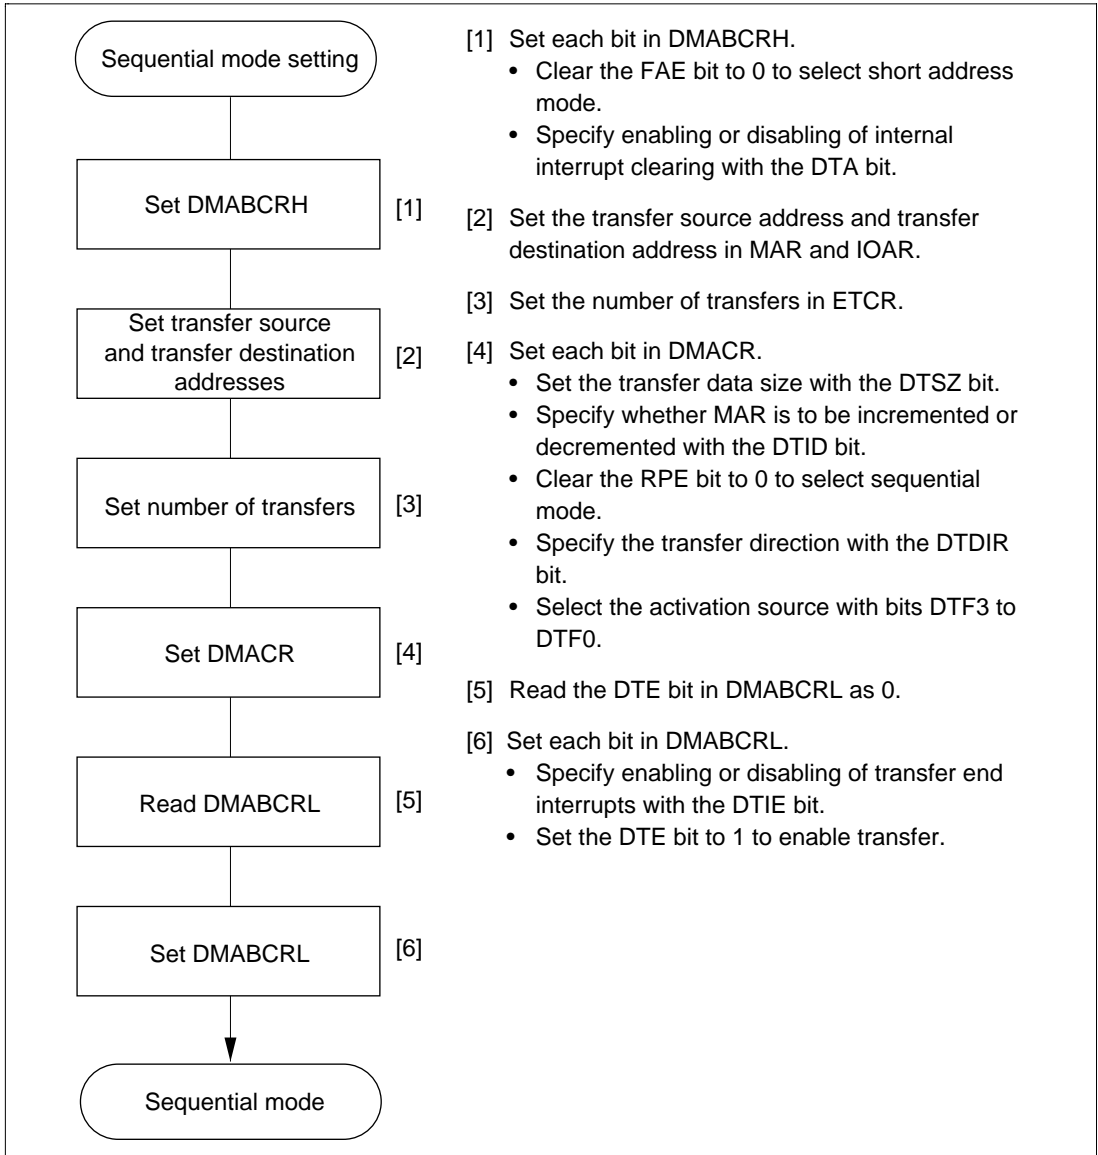 Sequential mode setting
Set DMABCRH
[1]
Set transfer source
and transfer destination
addresses
[2]
Set number of transfers
[3]
Set DMACR
[4]
Read DMABCRL
[5]
Set DMABCRL
[6]
Sequential mode
[1] Set each bit in DMABCRH.
• Clear the FAE bit to 0 to select short address
mode.
• Specify enabling or disabling of internal
interrupt clearing with the DTA bit.
[2] Set the transfer source address and transfer
destination address in MAR and IOAR.
[3] Set the number of transfers in ETCR.
[4] Set each bit in DMACR.
• Set the transfer data size with the DTSZ bit.
• Specify whether MAR is to be incremented or
decremented with the DTID bit.
• Clear the RPE bit to 0 to select sequential
mode.
• Specify the transfer direction with the DTDIR
bit.
• Select the activation source with bits DTF3 to
DTF0.
[5] Read the DTE bit in DMABCRL as 0.
[6] Set each bit in DMABCRL.
• Specify enabling or disabling of transfer end
interrupts with the DTIE bit.
• Set the DTE bit to 1 to enable transfer.